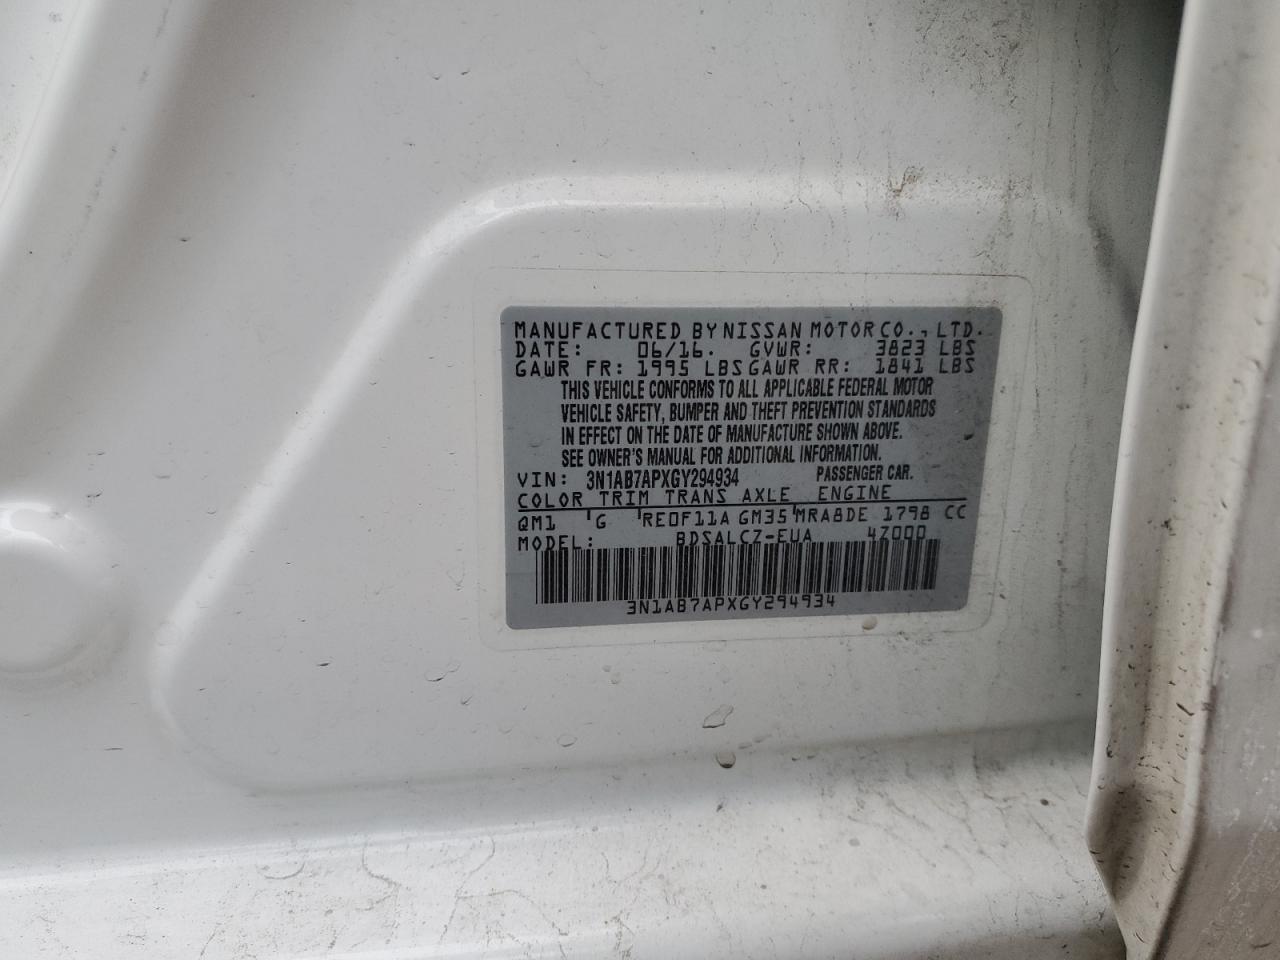 MANUFACTURED BY NISSAN MOTOR CO., LTD.
DATE: 06/16. GVWR: 3823 LBS
GAWR FR: 1995 LBS GAWR RR: 1841 LBS
THIS VEHICLE CONFORMS TO ALL APPLICABLE FEDERAL MOTOR
VEHICLE SAFETY, BUMPER AND THEFT PREVENTION STANDARDS
IN EFFECT ON THE DATE OF MANUFACTURE SHOWN ABOVE.
SEE OWNER'S MANUAL FOR ADDITIONAL INFORMATION.
VIN: 3N1AB7APXGY294934 PASSENGER CAR.
COLOR TRIM TRANS AXLE ENGINE
QM1 G RE0F11A GM35 MRA8DE 1798 CC
MODEL: BDSALCZ-EUA 4Z000
3N1AB7APXGY294934